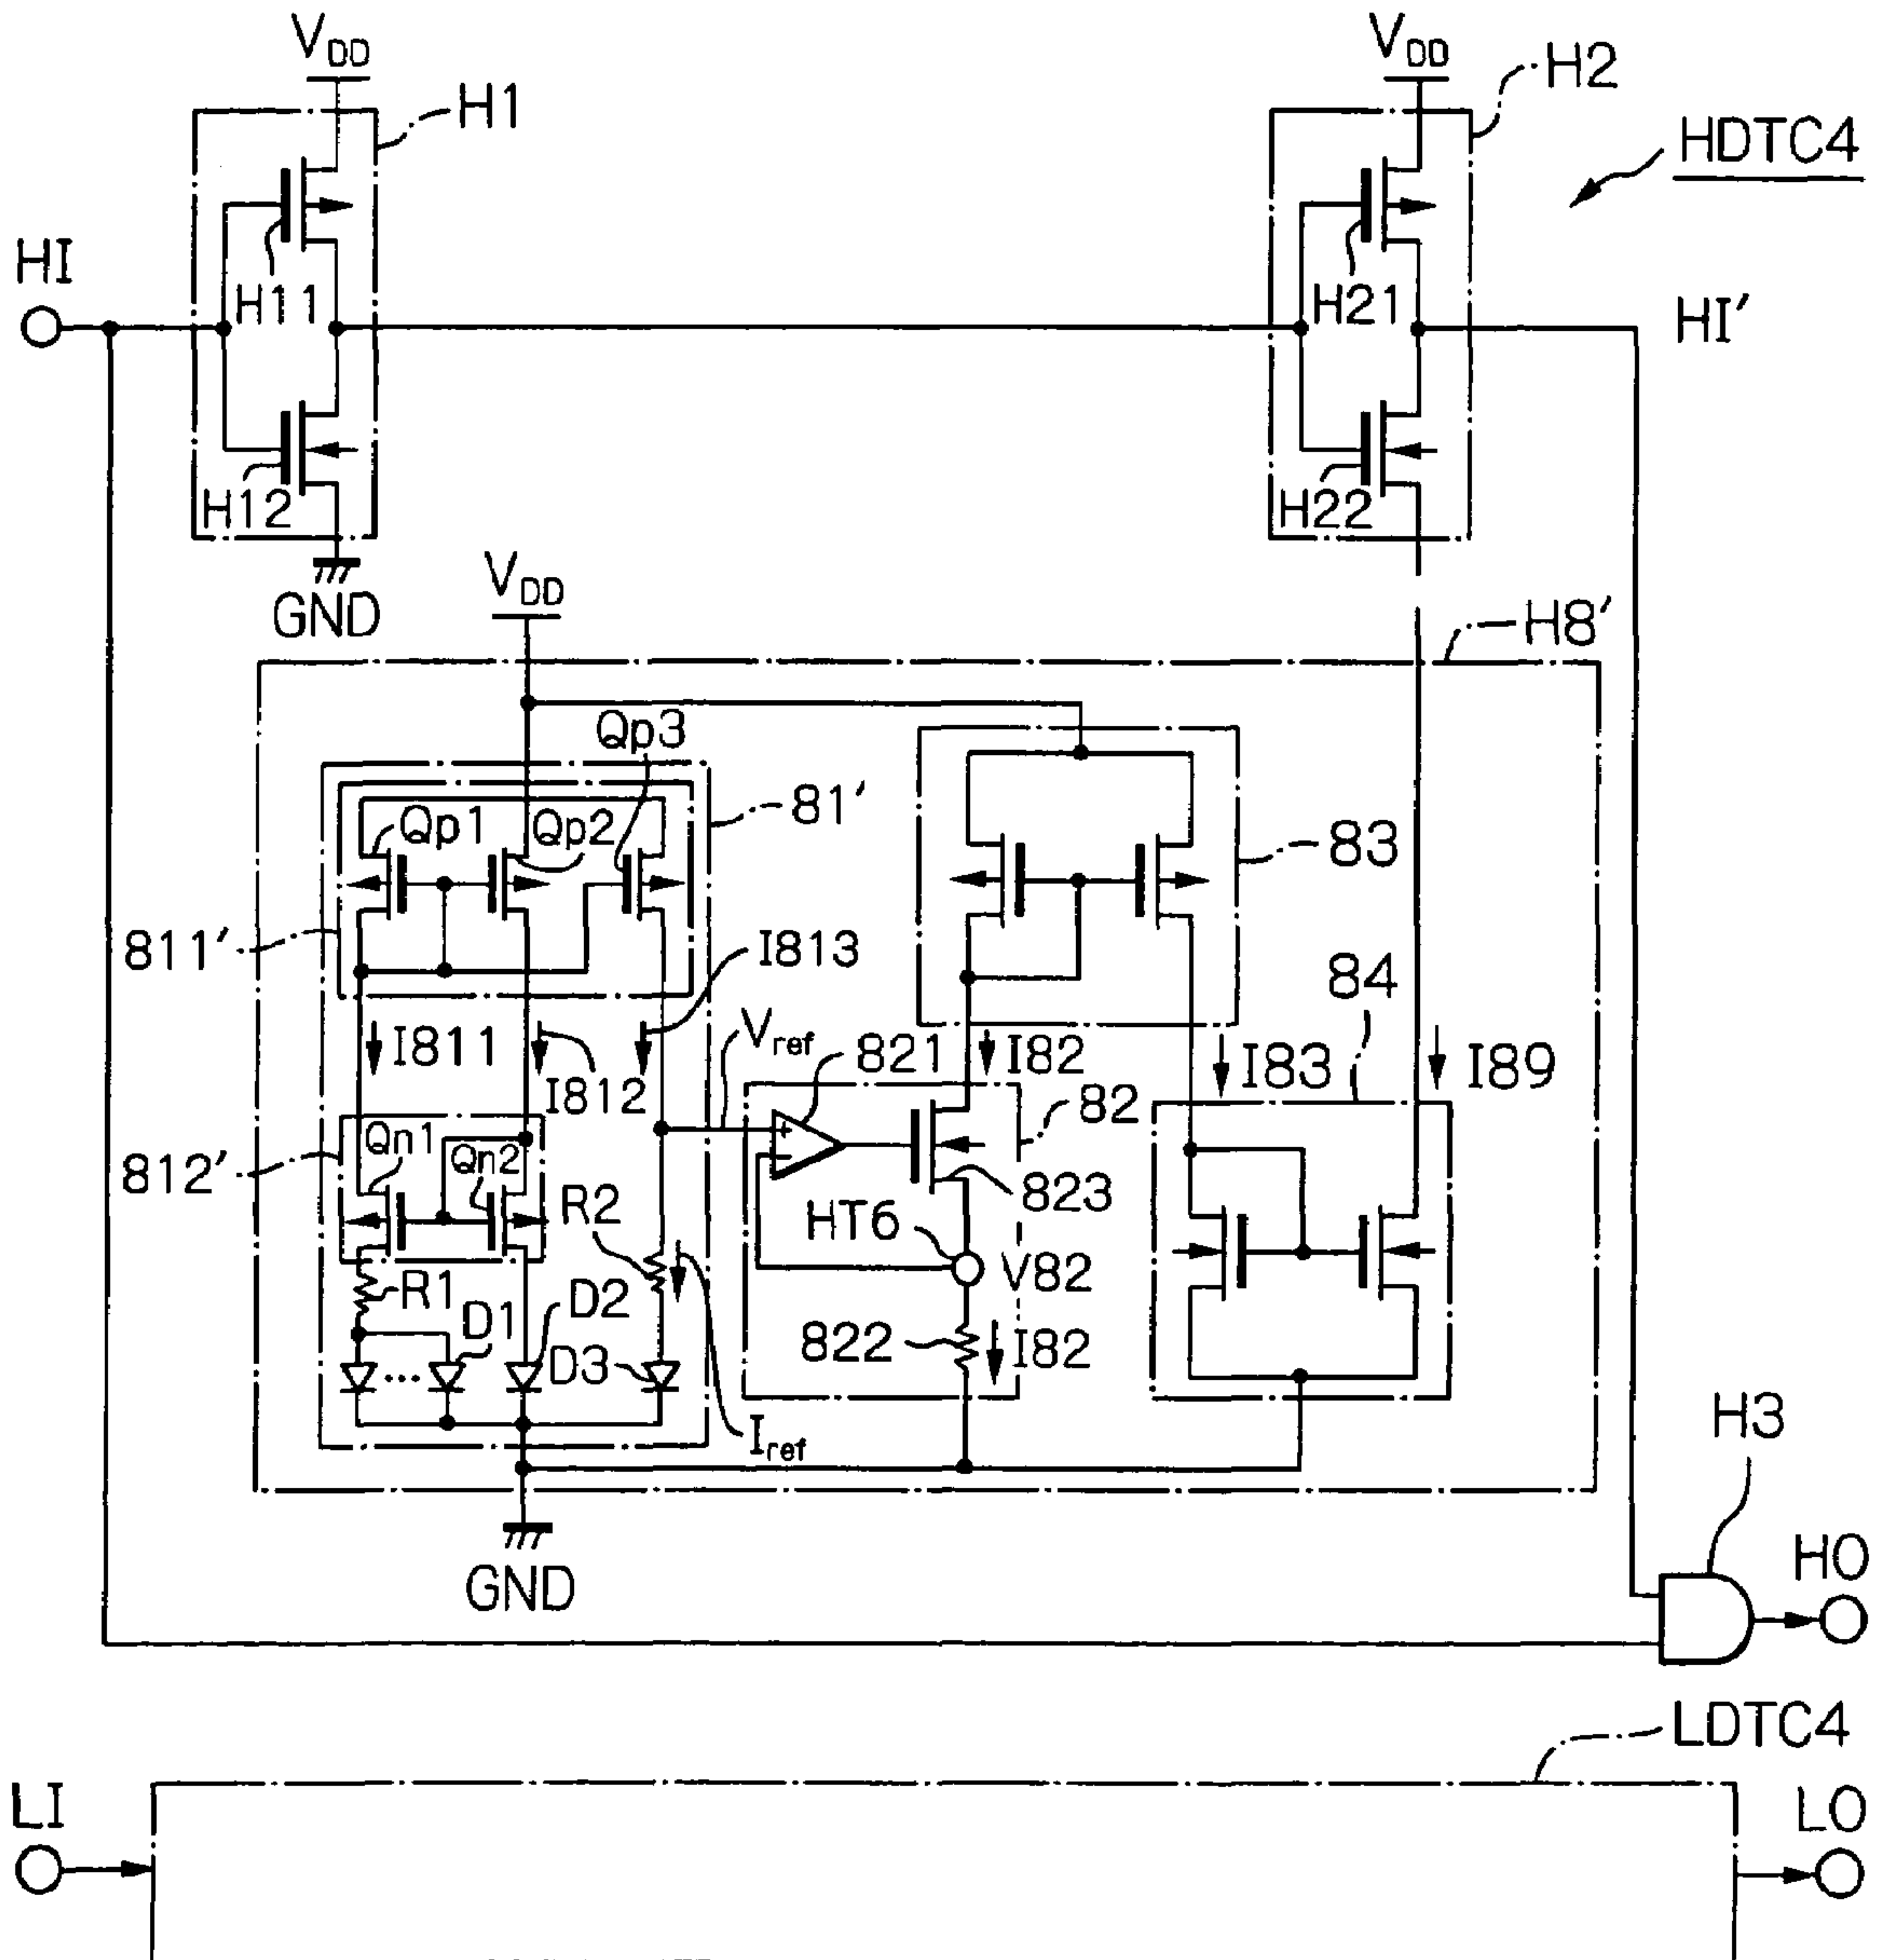 VDD
VDD
H1
H2
HDTC4
HI
H11
H21
HI'
H12
H22
GND
VDD
H8'
Qp3
81'
Qp1
Qp2
83
811'
I813
84
Vref
821
I811
I82
I83
I89
I812
82
812'
Qn1
Qn2
R2
823
HT6
V82
R1
D1
D2
822
I82
D3
Iref
H3
GND
HO
LDTC4
LI
LO